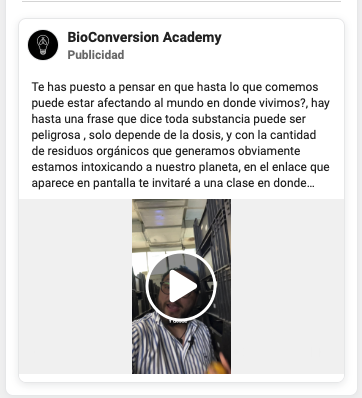 BioConversion Academy
Publicidad
Te has puesto a pensar en que hasta lo que comemos
puede estar afectando al mundo en donde vivimos?, hay
hasta una frase que dice toda substancia puede ser
peligrosa , solo depende de la dosis, y con la cantidad
de residuos orgánicos que generamos obviamente
estamos intoxicando a nuestro planeta, en el enlace que
aparece en pantalla te invitaré a una clase en donde...